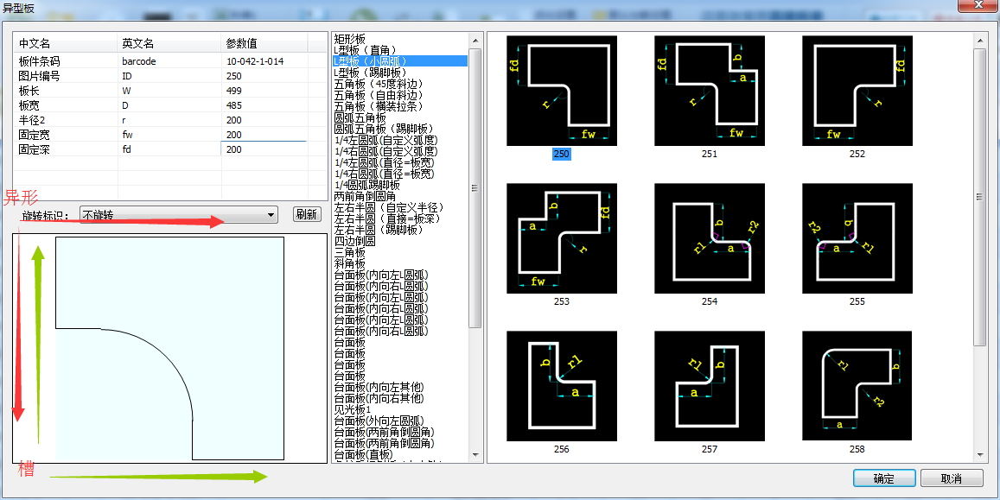 异型板
中文名 英文名 参数值
板件条码 barcode 10-042-1-014
图片编号 ID 250
板长 W 499
板宽 D 485
半径2 r 200
固定宽 fw 200
固定深 fd 200
异形
旋转标识: 不旋转 刷新
槽
矩形板
L型板（直角）
L型板（小圆弧）
L型板（踢脚板）
五角板（45度斜边）
五角板（自由斜边）
五角板（横装拉条）
圆弧五角板
圆弧五角板（踢脚板）
1/4左圆弧(自定义弧度)
1/4右圆弧(自定义弧度)
1/4左圆弧(直径=板宽)
1/4右圆弧(直径=板宽)
1/4圆弧踢脚板
两前角倒圆角
左右半圆（自定义半径）
左右半圆（直接=板深）
左右半圆（踢脚板）
四边倒圆
三角板
斜角板
台面板(内向左L圆弧)
台面板(内向右L圆弧)
台面板(内向左L圆弧)
台面板(内向右L圆弧)
台面板(内向左L圆弧)
台面板(内向右L圆弧)
台面板
台面板
台面板
台面板
台面板(内向左其他)
台面板(内向右其他)
见光板1
台面板(外向左圆弧)
台面板(两前角倒圆角)
台面板(两前角倒圆角)
台面板(直板)
fd r fw
250
fd b a r fw
251
fd r fw
252
b a fd r fw
253
b r2 r1 a
254
r2 b a r1
255
b r1 a
256
r1 b a
257
r1 b r2 a
258
确定 取消